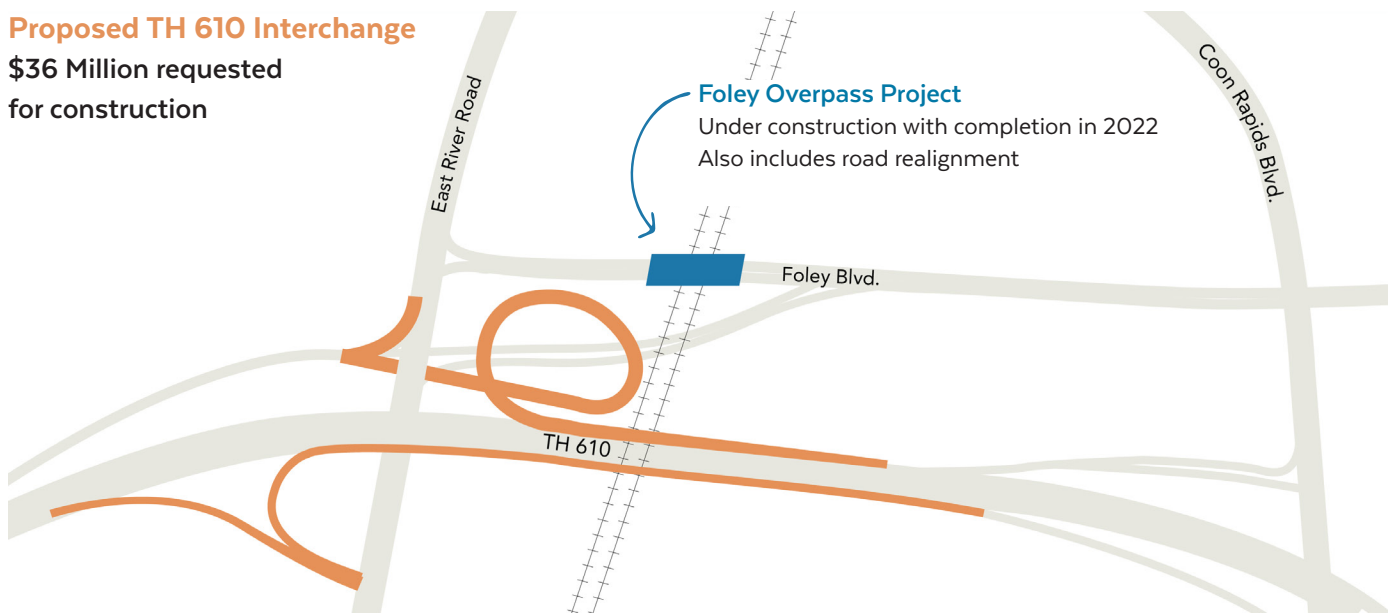 Proposed TH 610 Interchange
$36 Million requested
for construction
East River Road
Foley Overpass Project
Under construction with completion in 2022
Also includes road realignment
Coon Rapids Blvd.
Foley Blvd.
TH 610